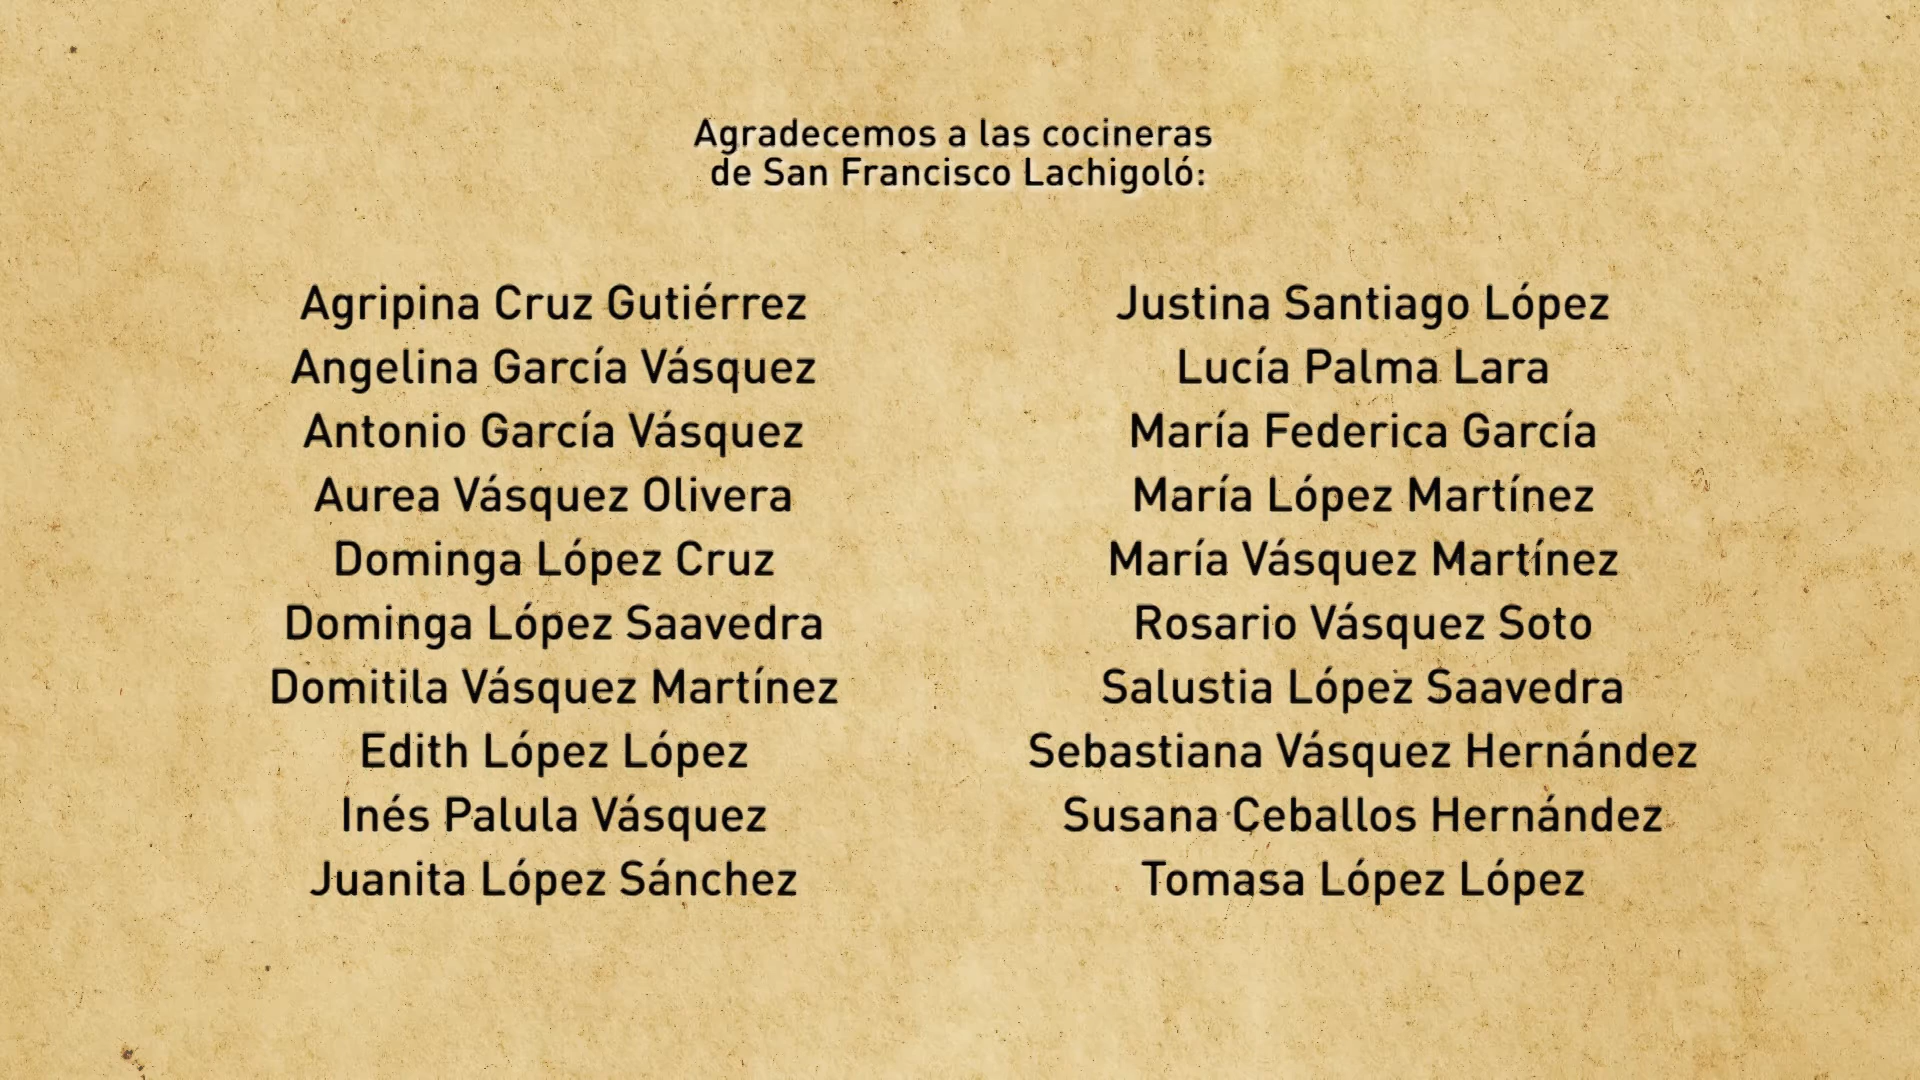 Agradecemos a las cocineras
de San Francisco Lachigoló:
Agripina Cruz Gutiérrez
Angelina García Vásquez
Antonio García Vásquez
Aurea Vásquez Olivera
Dominga López Cruz
Dominga López Saavedra
Domitila Vásquez Martínez
Edith López López
Inés Palula Vásquez
Juanita López Sánchez
Justina Santiago López
Lucía Palma Lara
María Federica García
María López Martínez
María Vásquez Martínez
Rosario Vásquez Soto
Salustia López Saavedra
Sebastiana Vásquez Hernández
Susana Ceballos Hernández
Tomasa López López